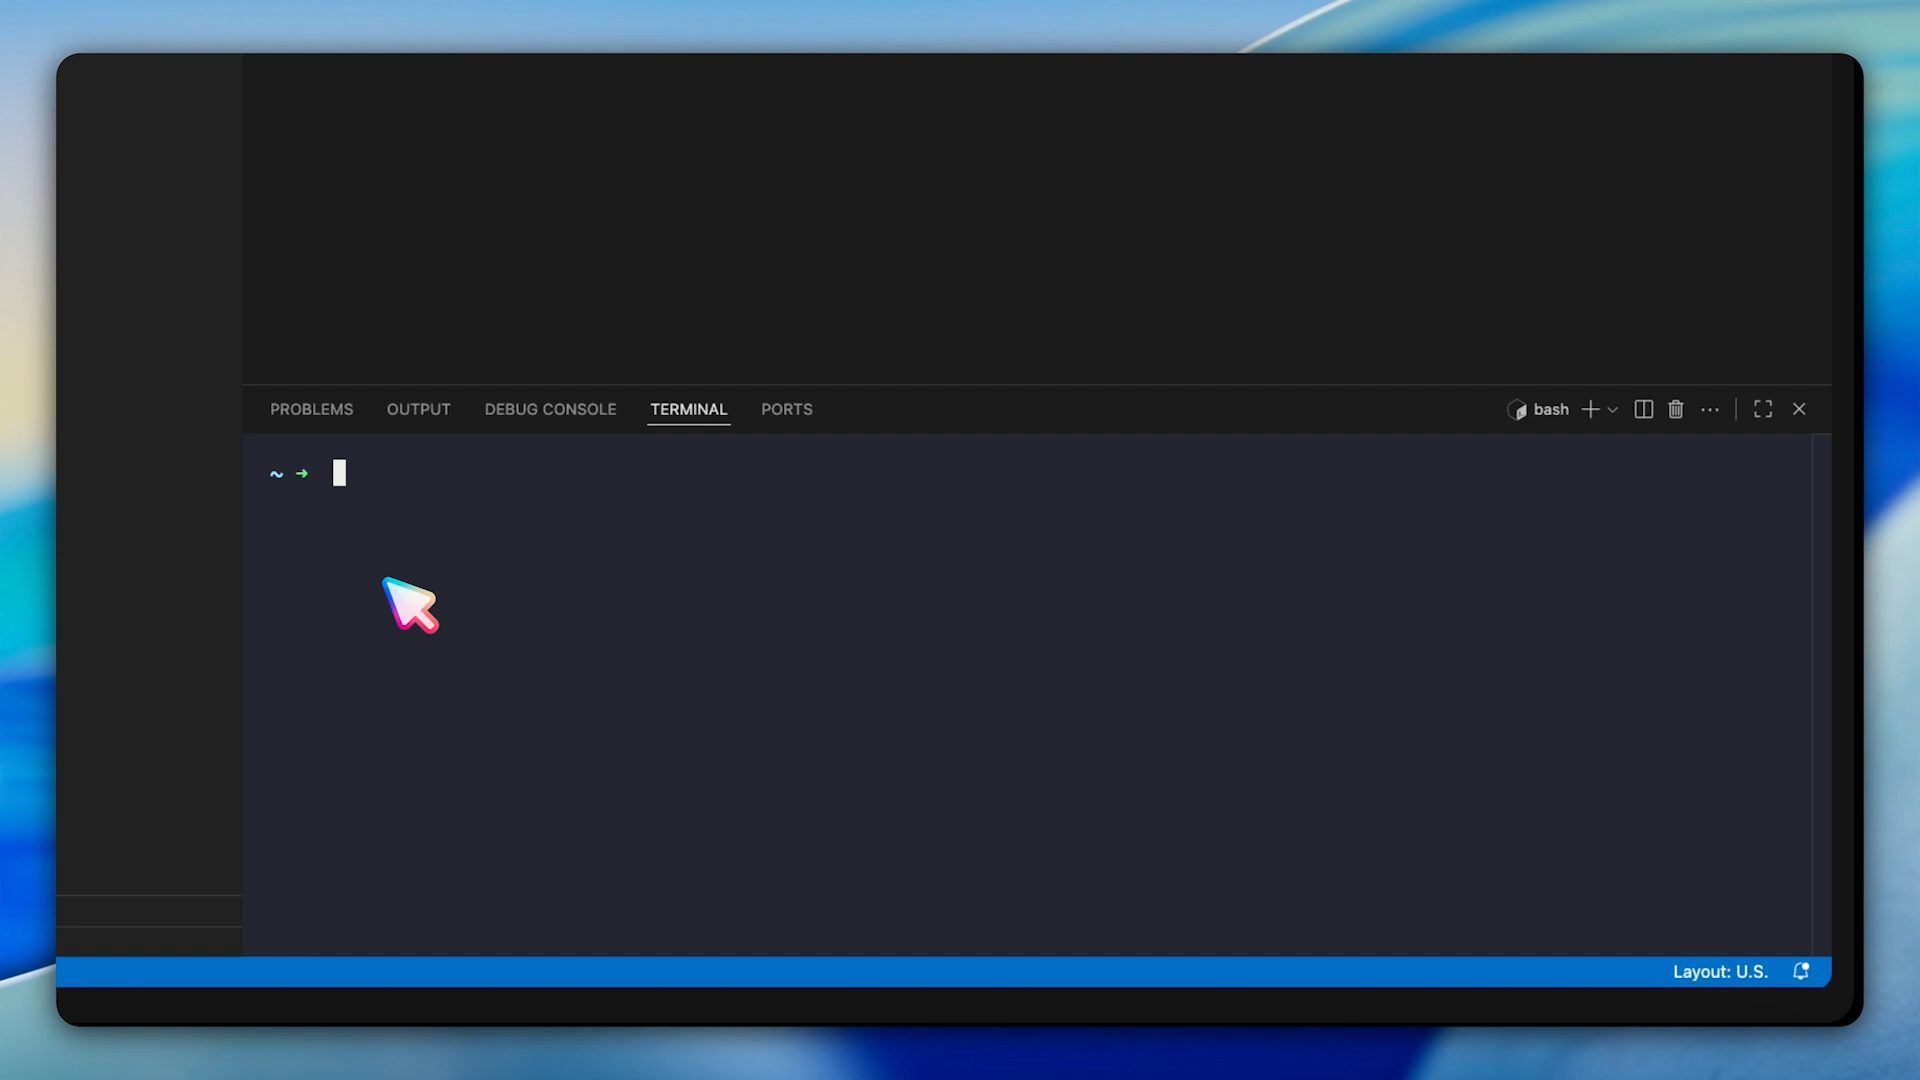 PROBLEMS OUTPUT DEBUG CONSOLE TERMINAL PORTS bash
~ ➜
Layout: U.S.